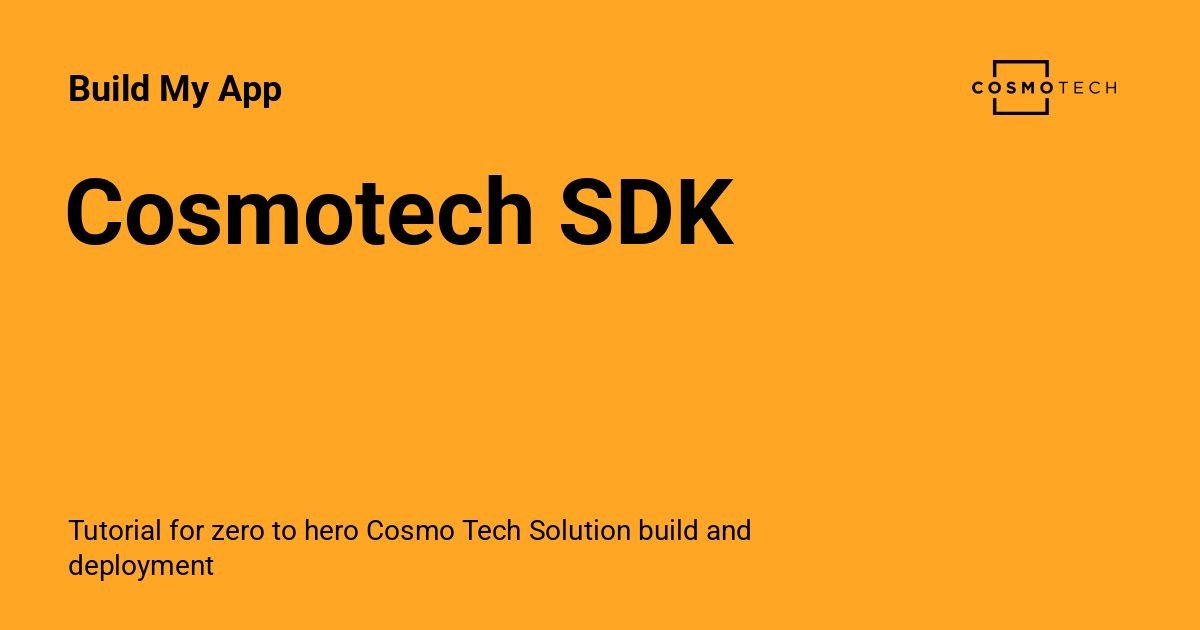 Build My App
COSMOTECH
Cosmotech SDK
Tutorial for zero to hero Cosmo Tech Solution build and
deployment